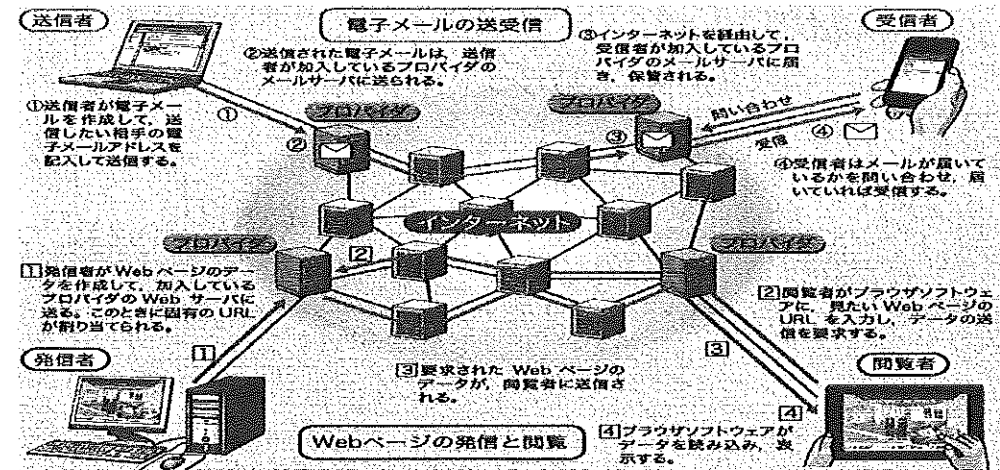 送信者
電子メールの送受信
受信者
②送信された電子メールは，送信
者が加入しているプロバイダの
メールサーバに送られる。
③インターネットを経由して，
受信者が加入しているプロ
バイダのメールサーバに届
き，保管される。
①送信者が電子メー
ルを作成して，送
信したい相手の電
子メールアドレスを
記入して送信する。
①
プロバイダ
②
プロバイダ
③
問い合わせ
受信
④
④受信者はメールが届いて
いるかを問い合わせ，届
いていれば受信する。
インターネット
プロバイダ
プロバイダ
2
1発信者がWebページのデー
タを作成して，加入している
プロバイダの Web サーバに
送る。このときに固有の URL
が割り当てられる。
2閲覧者がブラウザソフトウェ
アに，見たい Web ページの
URL を入力し，データの送
信を要求する。
発信者
1
3要求された Web ページの
データが，閲覧者に送信さ
れる。
3
閲覧者
Webページの発信と閲覧
4
4ブラウザソフトウェアが
データを読み込み，表
示する。